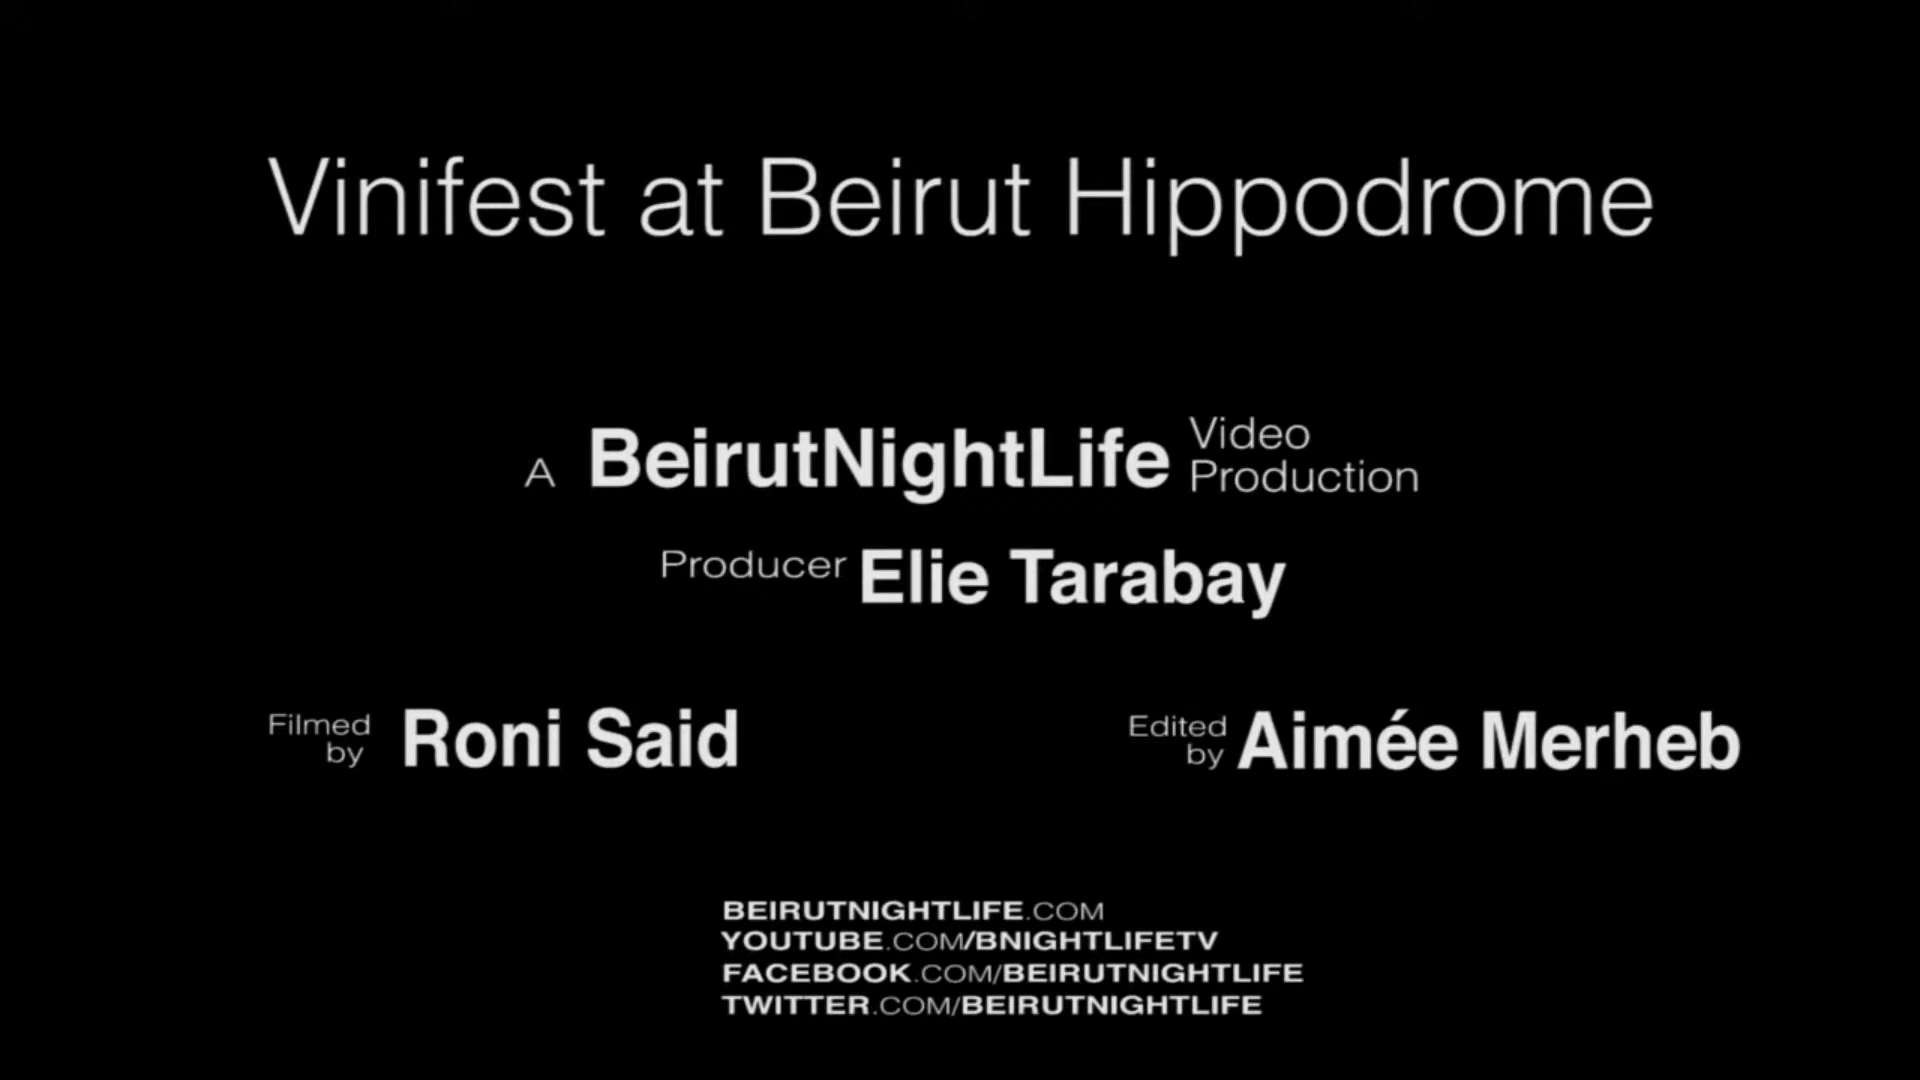 Vinifest at Beirut Hippodrome
A BeirutNightLife Video Production
Producer Elie Tarabay
Filmed by Roni Said
Edited by Aimée Merheb
BEIRUTNIGHTLIFE.COM
YOUTUBE.COM/BNIGHTLIFETV
FACEBOOK.COM/BEIRUTNIGHTLIFE
TWITTER.COM/BEIRUTNIGHTLIFE